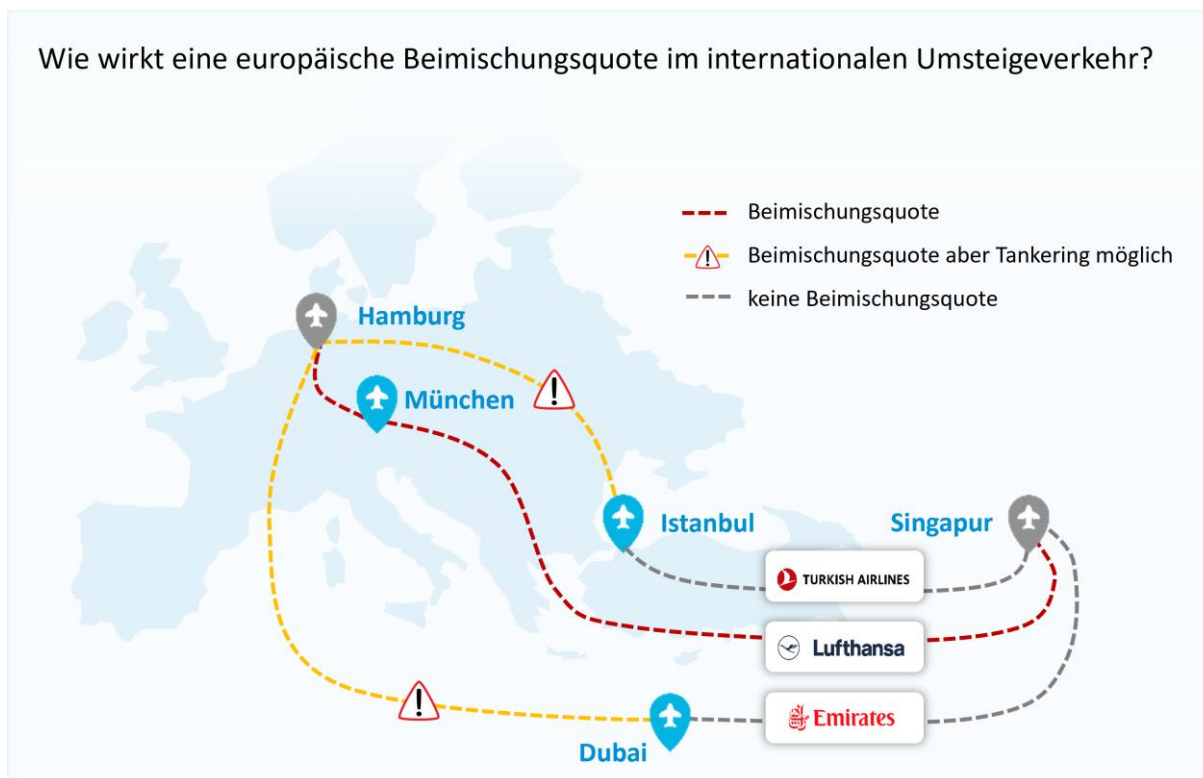 Wie wirkt eine europäische Beimischungsquote im internationalen Umsteigeverkehr?
Beimischungsquote
Beimischungsquote aber Tankering möglich
keine Beimischungsquote
Hamburg
München
Istanbul
Singapur
TURKISH AIRLINES
Lufthansa
Emirates
Dubai